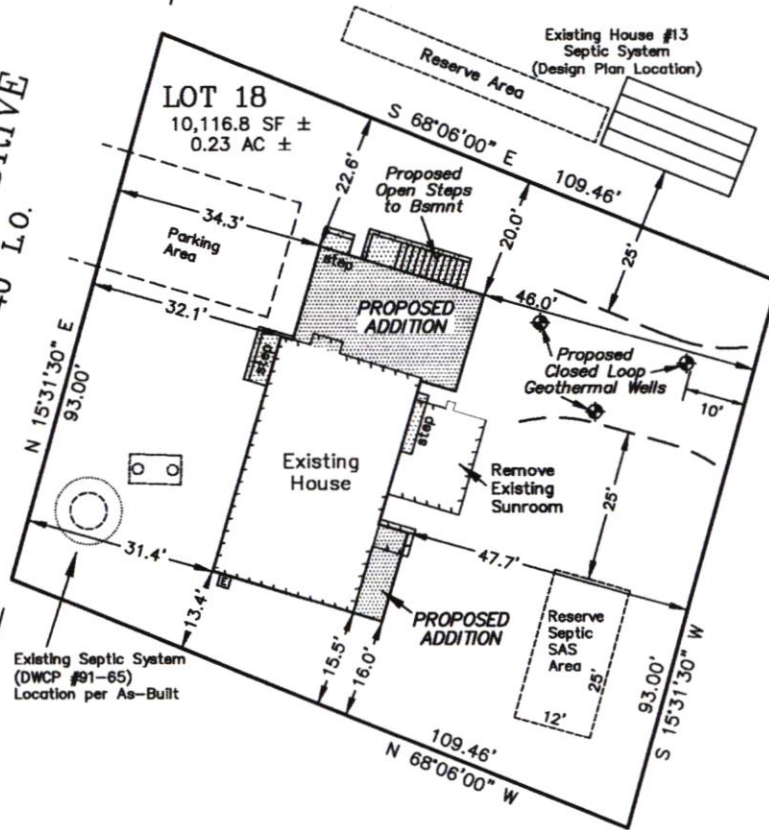 Existing House #13
Septic System
(Design Plan Location)
Reserve Area
LOT 18
10,116.8 SF ±
0.23 AC ±
S 68°06'00" E
109.46'
22.6'
Proposed
Open Steps
to Bsmnt
20.0'
25'
34.3'
Parking
Area
step
46.0'
32.1'
PROPOSED
ADDITION
Proposed
Closed Loop
Geothermal Wells
10'
N 15°31'30" E
93.00'
40' L.O.
step
step
Existing
House
Remove
Existing
Sunroom
25'
31.4'
47.7'
13.4'
PROPOSED
ADDITION
Reserve
Septic
SAS
Area
25'
12'
15.5'
16.0'
93.00'
S 15°31'30" W
Existing Septic System
(DWCP #91-65)
Location per As-Built
109.46'
N 68°06'00" W